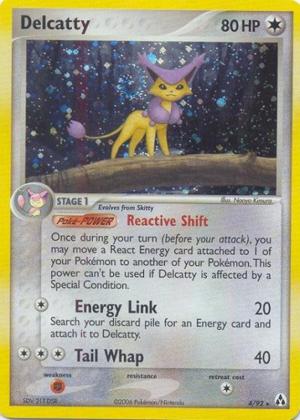 Delcatty 80 HP
Illus. Naoyo Kimura
STAGE 1 Evolves from Skitty
Poké-POWER Reactive Shift
Once during your turn (before your attack), you
may move a React Energy card attached to 1 of
your Pokémon to another of your Pokémon. This
power can't be used if Delcatty is affected by a
Special Condition.
Energy Link 20
Search your discard pile for an Energy card and
attach it to Delcatty.
Tail Whap 40
weakness resistance retreat cost
©2006 Pokémon/Nintendo 4/92